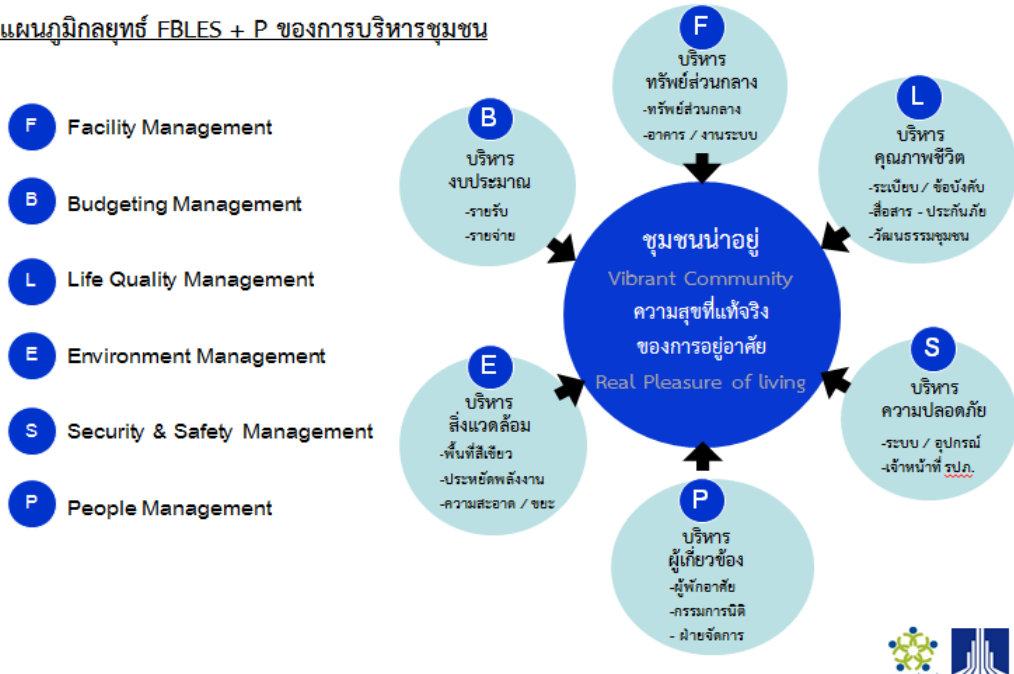 แผนภูมิกลยุทธ์ FBLES + P ของการบริหารชุมชน
F Facility Management
B Budgeting Management
L Life Quality Management
E Environment Management
S Security & Safety Management
P People Management
F
บริหาร
ทรัพย์ส่วนกลาง
-ทรัพย์ส่วนกลาง
-อาคาร / งานระบบ
B
บริหาร
งบประมาณ
-รายรับ
-รายจ่าย
L
บริหาร
คุณภาพชีวิต
-ระเบียบ / ข้อบังคับ
-สื่อสาร - ประกันภัย
-วัฒนธรรมชุมชน
ชุมชนน่าอยู่
Vibrant Community
ความสุขที่แท้จริง
ของการอยู่อาศัย
Real Pleasure of living
E
บริหาร
สิ่งแวดล้อม
-พื้นที่สีเขียว
-ประหยัดพลังงาน
-ความสะอาด / ขยะ
S
บริหาร
ความปลอดภัย
-ระบบ / อุปกรณ์
-เจ้าหน้าที่ รปภ.
P
บริหาร
ผู้เกี่ยวข้อง
-ผู้พักอาศัย
-กรรมการนิติ
- ฝ่ายจัดการ